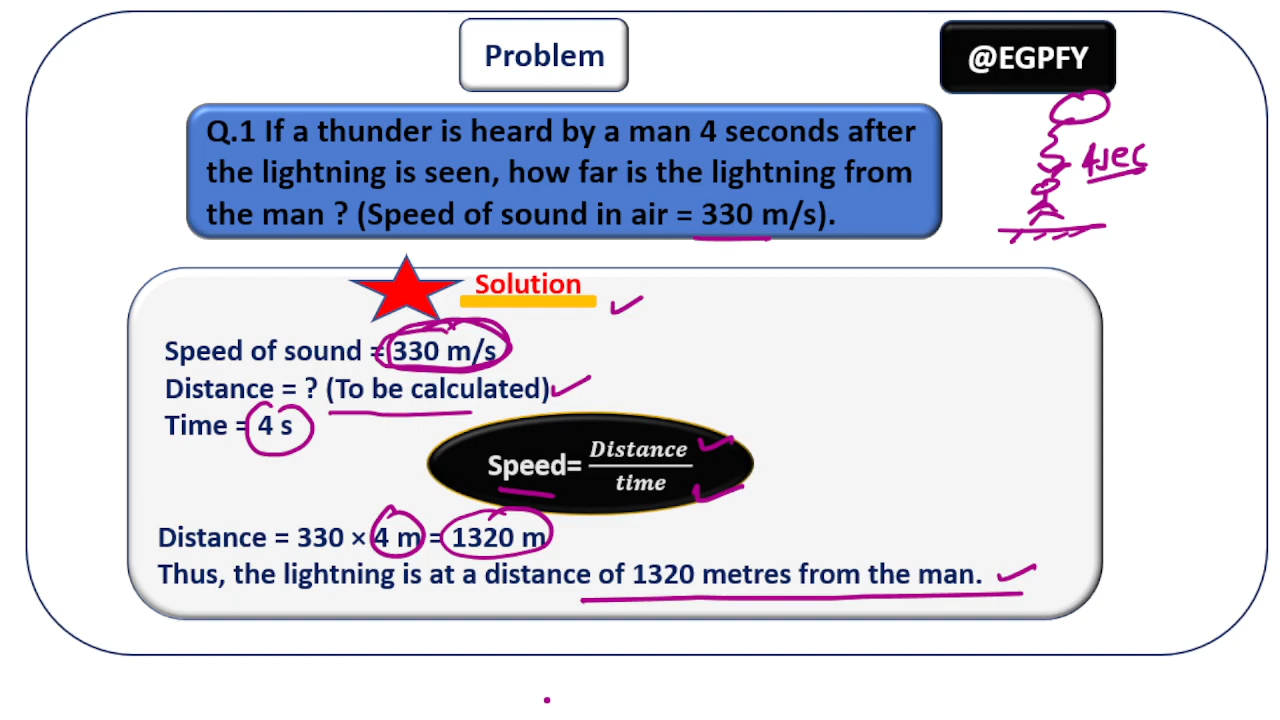 Problem
@EGPFY
Q.1 If a thunder is heard by a man 4 seconds after
the lightning is seen, how far is the lightning from
the man ? (Speed of sound in air = 330 m/s).
4sec
Solution
Speed of sound = 330 m/s
Distance = ? (To be calculated)
Time = 4 s
Speed= Distance
time
Distance = 330 × 4 m = 1320 m
Thus, the lightning is at a distance of 1320 metres from the man.